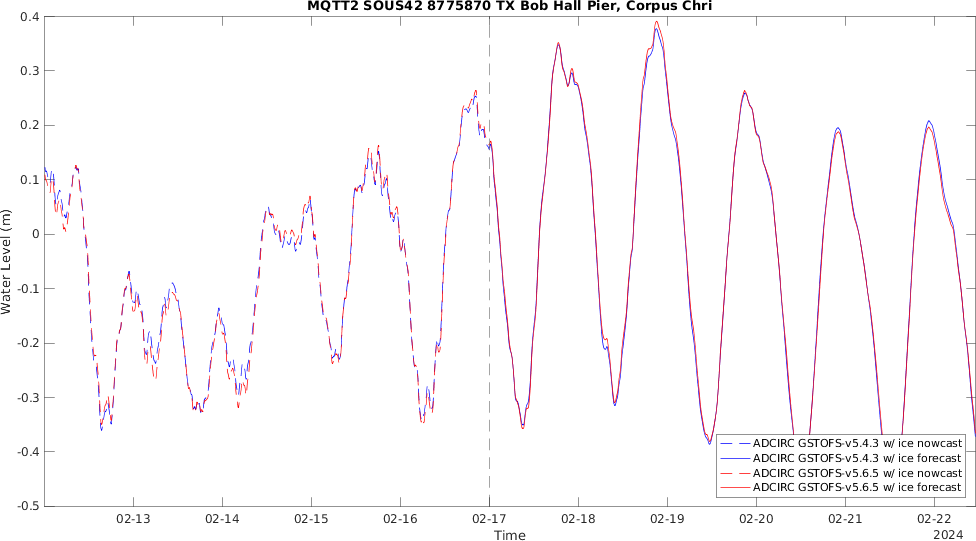 MQTT2 SOUS42 8775870 TX Bob Hall Pier, Corpus Chri
0.4
0.3
0.2
0.1
0
-0.1
-0.2
-0.3
-0.4
-0.5
Water Level (m)
ADCIRC GSTOFS-v5.4.3 w/ ice nowcast
ADCIRC GSTOFS-v5.4.3 w/ ice forecast
ADCIRC GSTOFS-v5.6.5 w/ ice nowcast
ADCIRC GSTOFS-v5.6.5 w/ ice forecast
02-13 02-14 02-15 02-16 02-17 02-18 02-19 02-20 02-21 02-22
Time
2024